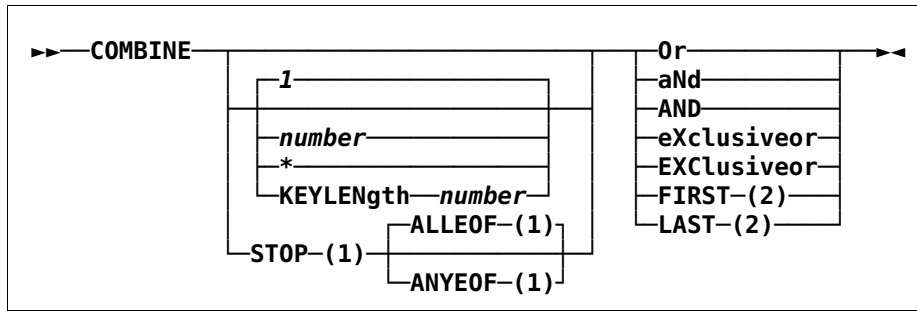 ►►──COMBINE──Or──►◄
1 aNd
AND
number eXclusiveor
* EXClusiveor
KEYLENgth──number FIRST─(2)
ALLEOF─(1) LAST─(2)
STOP─(1)
ANYEOF─(1)